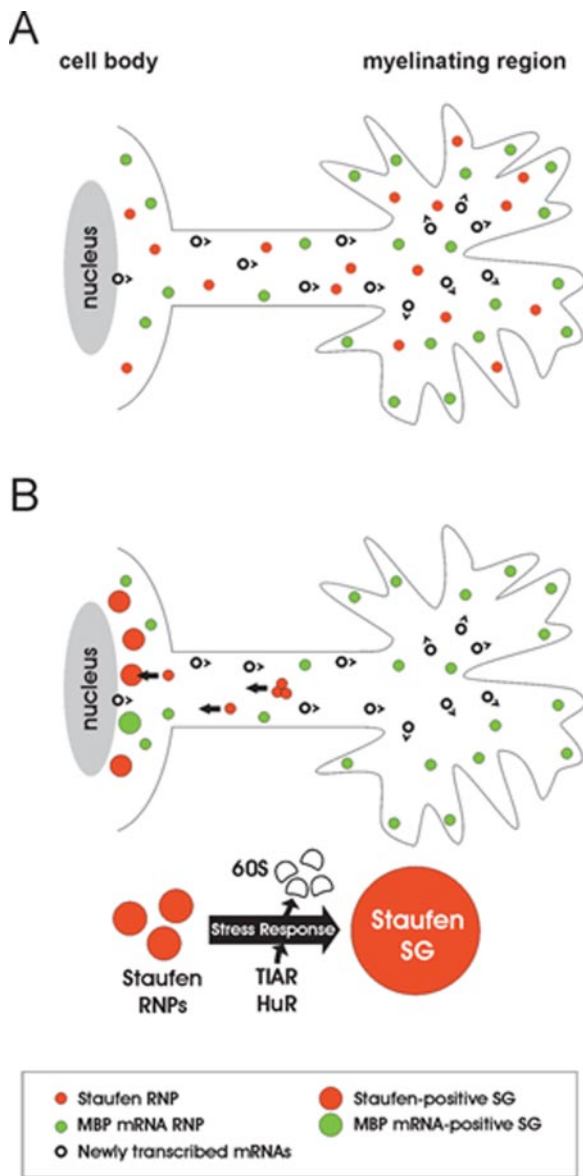 A
cell body
myelinating region
nucleus
B
nucleus
60S
Stress Response
Staufen
RNPs
TIAR
HuR
Staufen
SG
Staufen RNP
MBP mRNA RNP
Newly transcribed mRNAs
Staufen-positive SG
MBP mRNA-positive SG